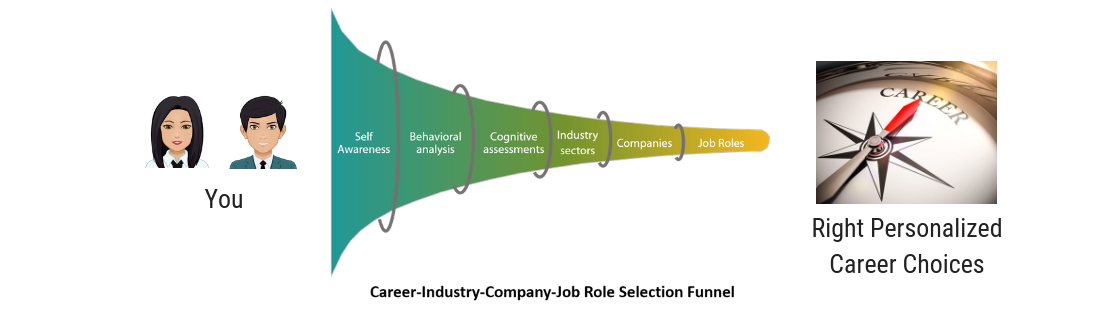 You
Self
Awareness
Behavioral
analysis
Cognitive
assessments
Industry
sectors
Companies
Job Roles
CAREER
Right Personalized
Career Choices
Career-Industry-Company-Job Role Selection Funnel